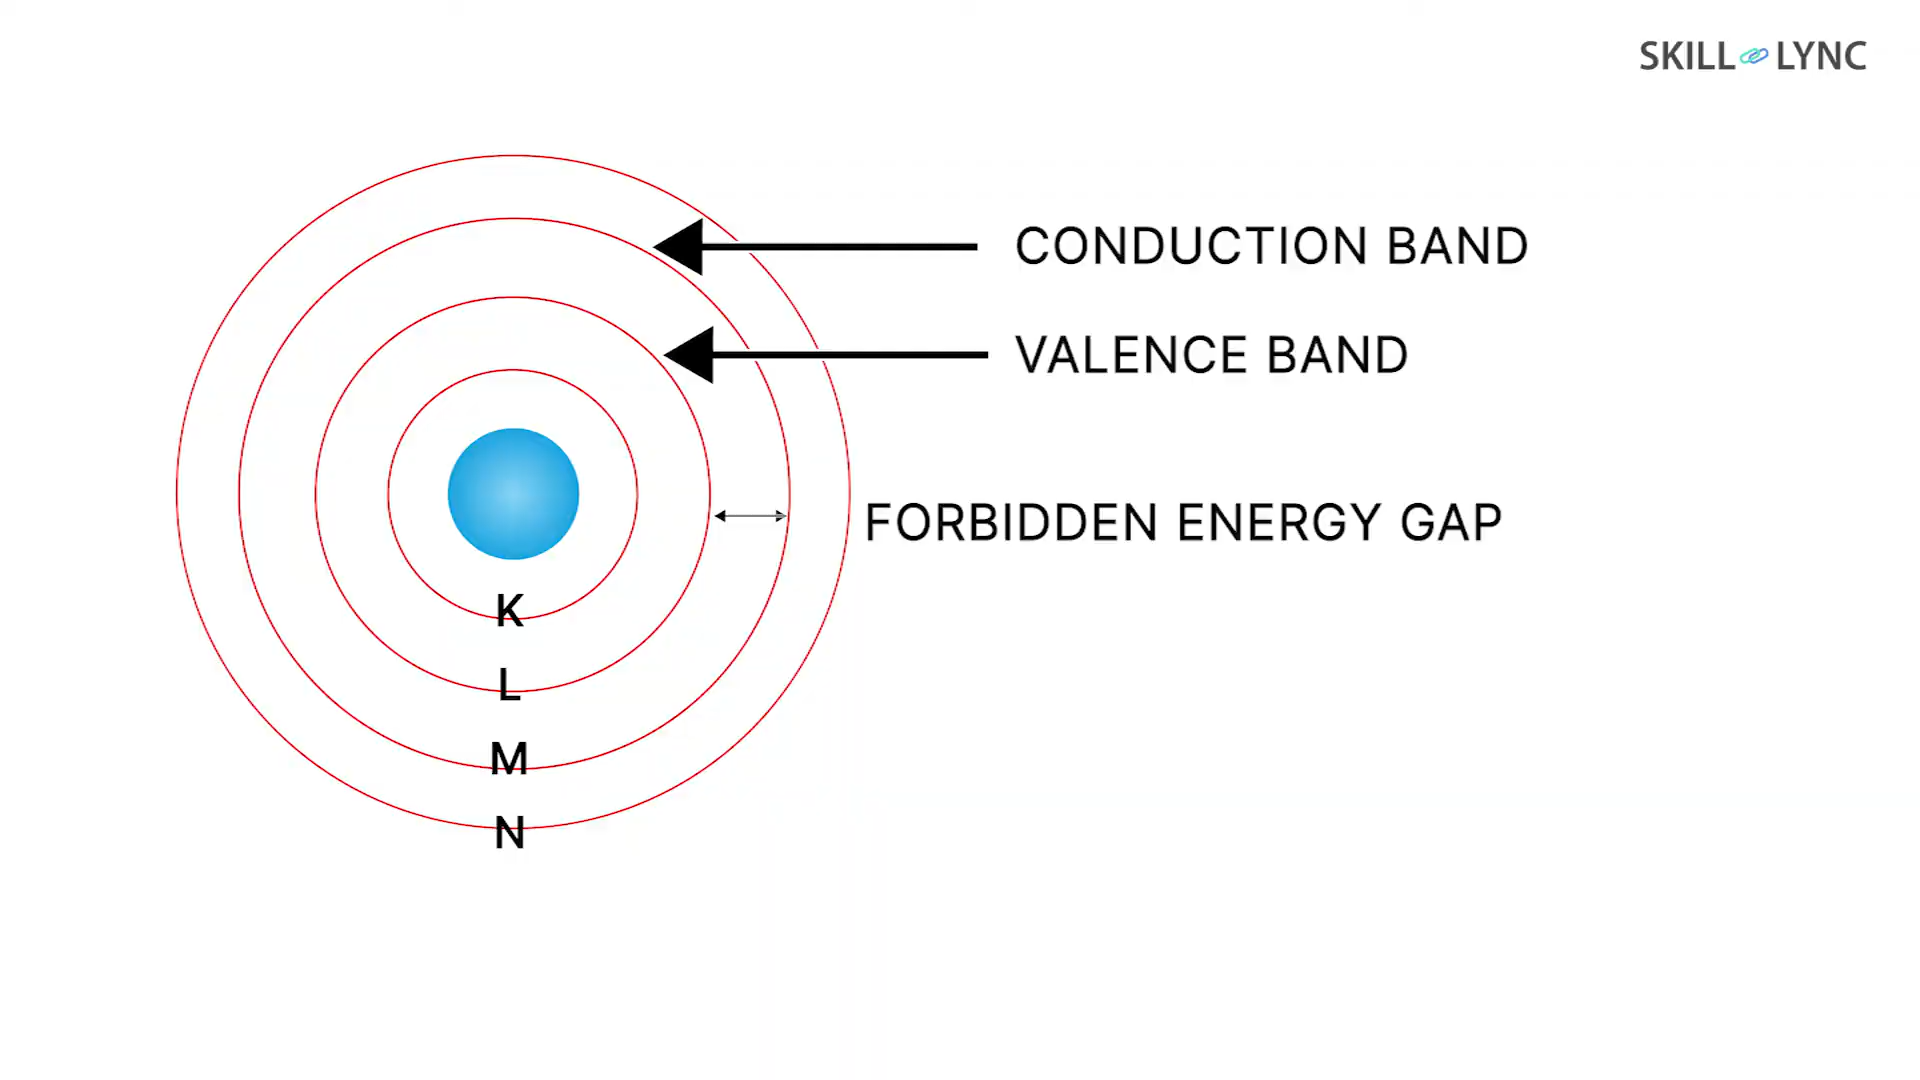 SKILL LYNC
CONDUCTION BAND
VALENCE BAND
FORBIDDEN ENERGY GAP
K
L
M
N